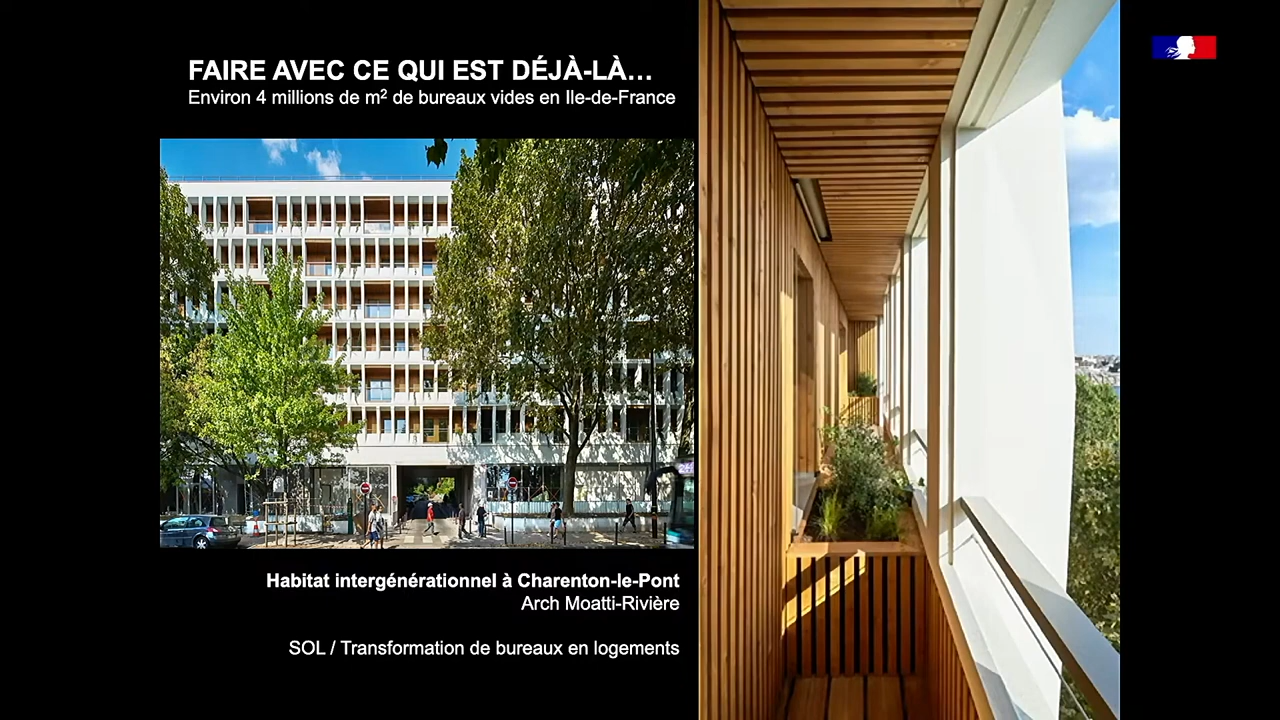 FAIRE AVEC CE QUI EST DÉJÀ-LÀ…
Environ 4 millions de m² de bureaux vides en Ile-de-France
Habitat intergénérationnel à Charenton-le-Pont
Arch Moatti-Rivière
SOL / Transformation de bureaux en logements